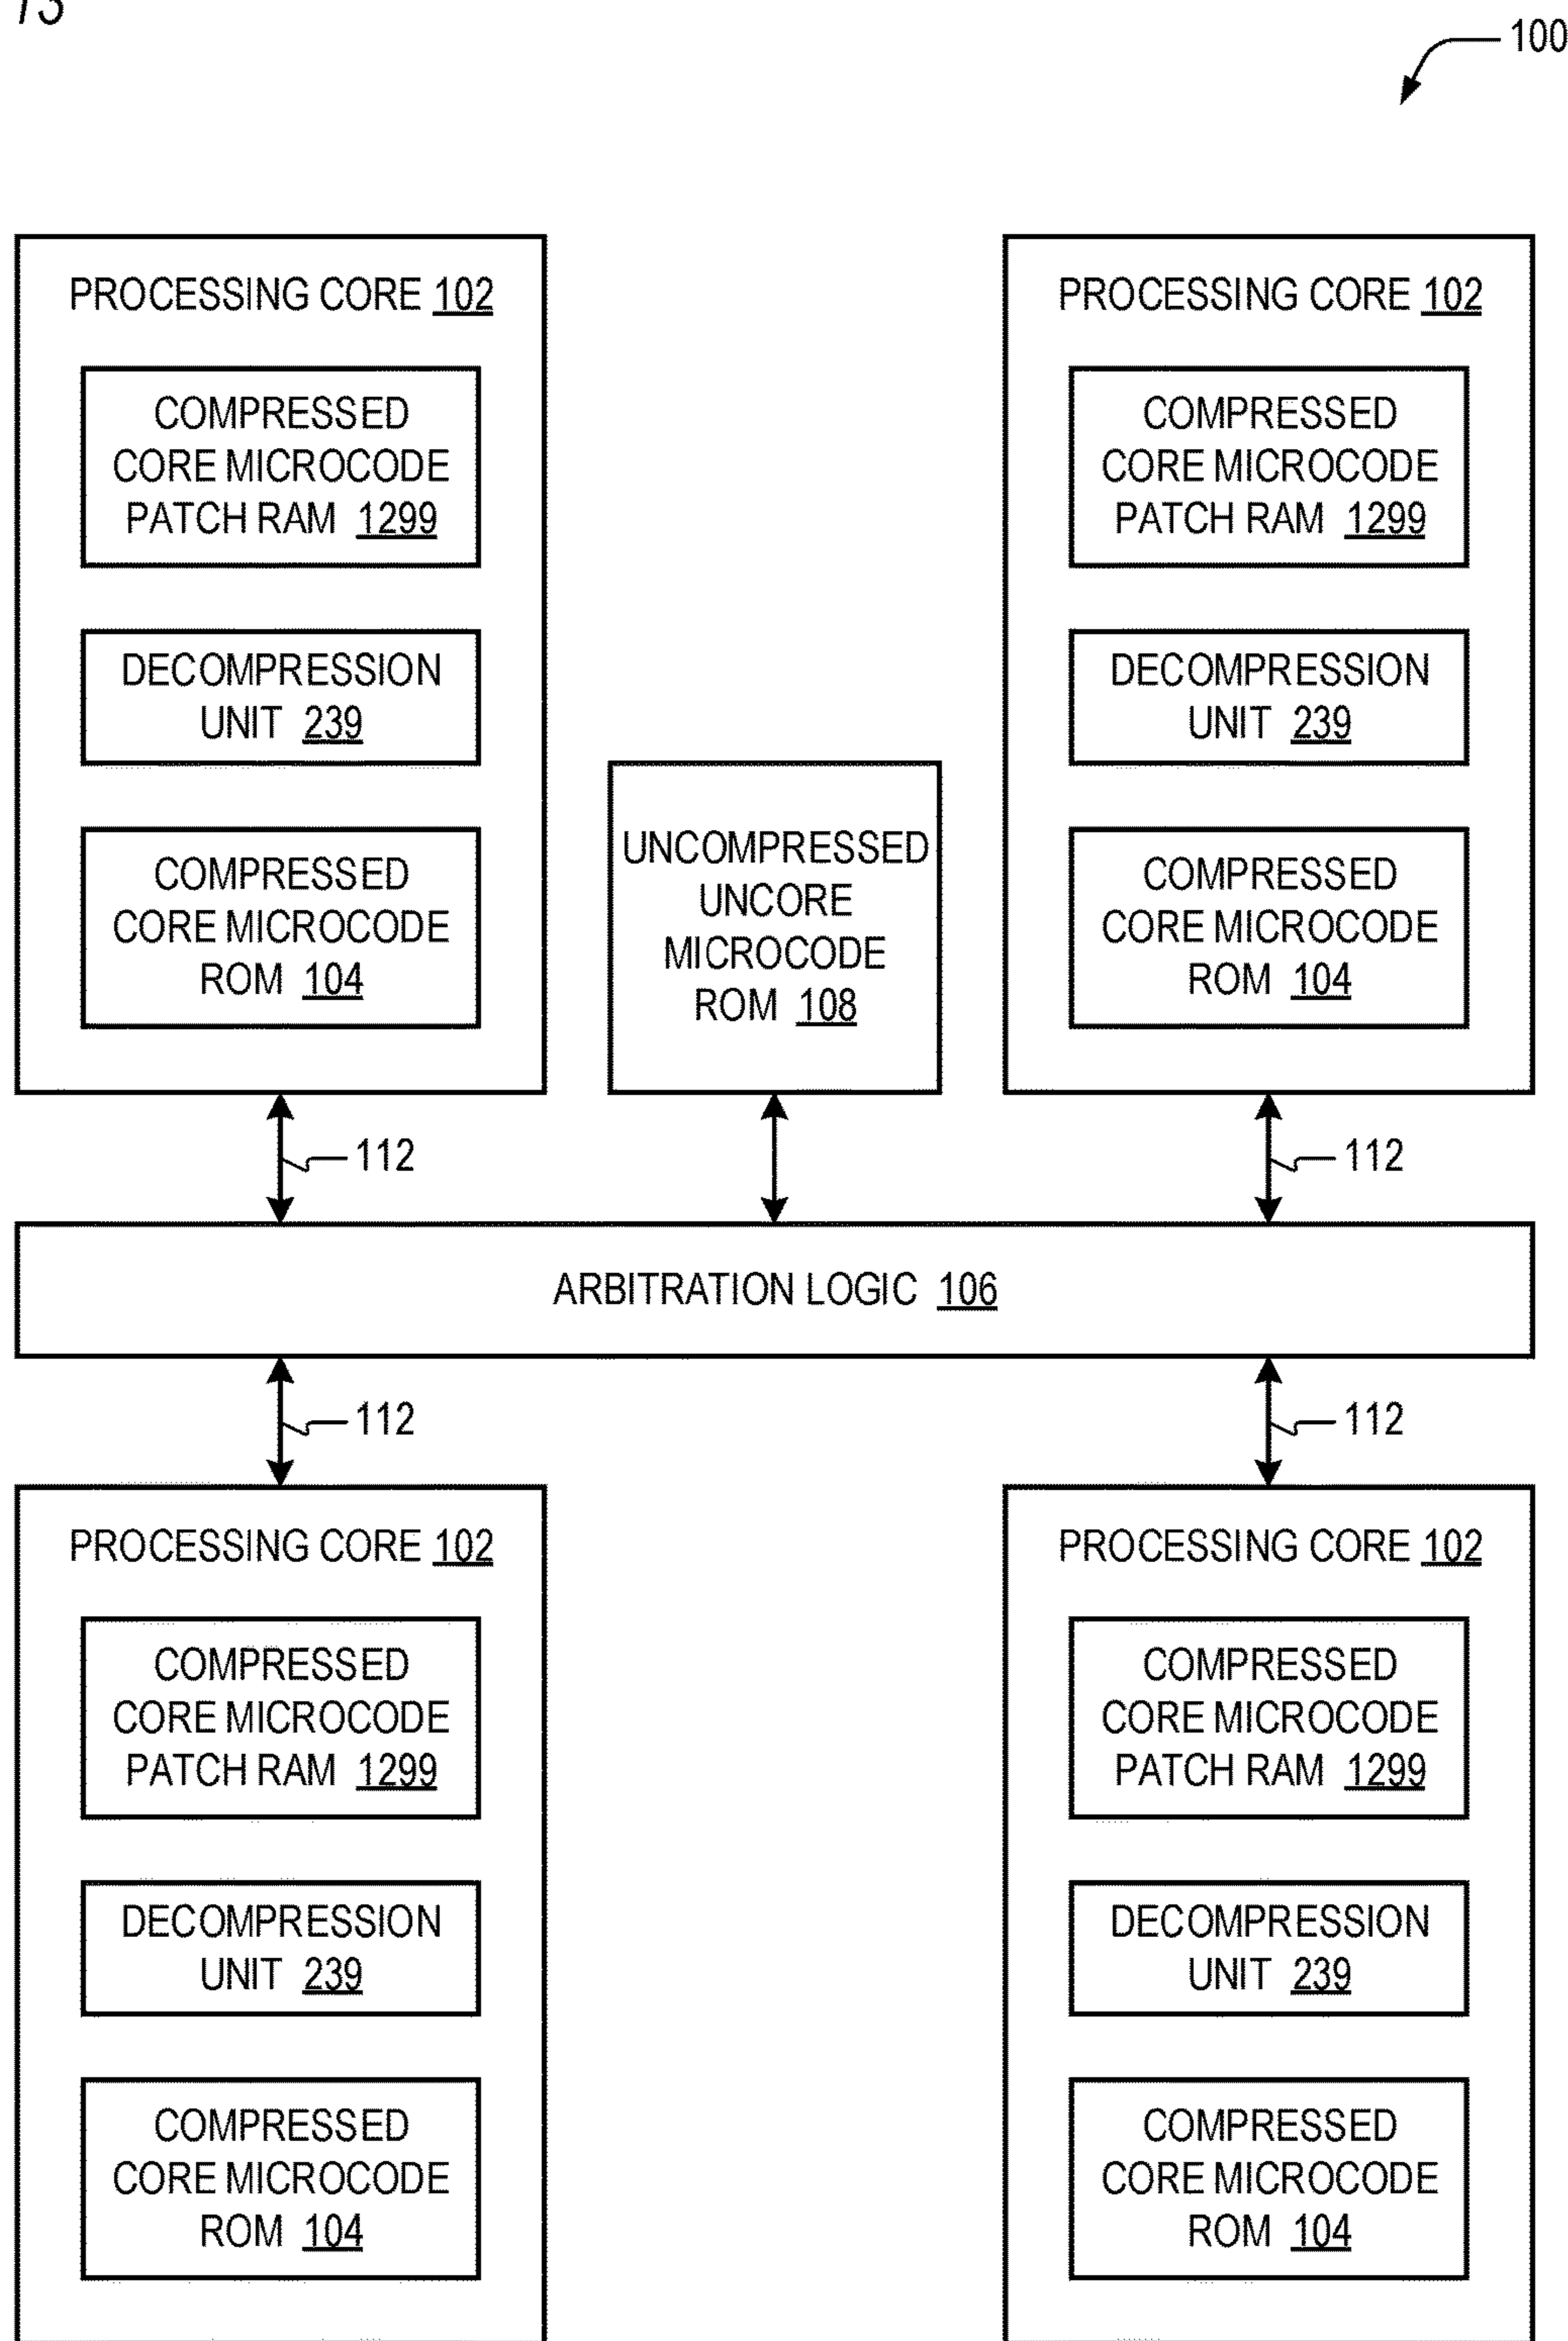 13
100
PROCESSING CORE 102
COMPRESSED
CORE MICROCODE
PATCH RAM 1299
DECOMPRESSION
UNIT 239
COMPRESSED
CORE MICROCODE
ROM 104
UNCOMPRESSED
UNCORE
MICROCODE
ROM 108
PROCESSING CORE 102
COMPRESSED
CORE MICROCODE
PATCH RAM 1299
DECOMPRESSION
UNIT 239
COMPRESSED
CORE MICROCODE
ROM 104
112
112
ARBITRATION LOGIC 106
112
112
PROCESSING CORE 102
COMPRESSED
CORE MICROCODE
PATCH RAM 1299
DECOMPRESSION
UNIT 239
COMPRESSED
CORE MICROCODE
ROM 104
PROCESSING CORE 102
COMPRESSED
CORE MICROCODE
PATCH RAM 1299
DECOMPRESSION
UNIT 239
COMPRESSED
CORE MICROCODE
ROM 104